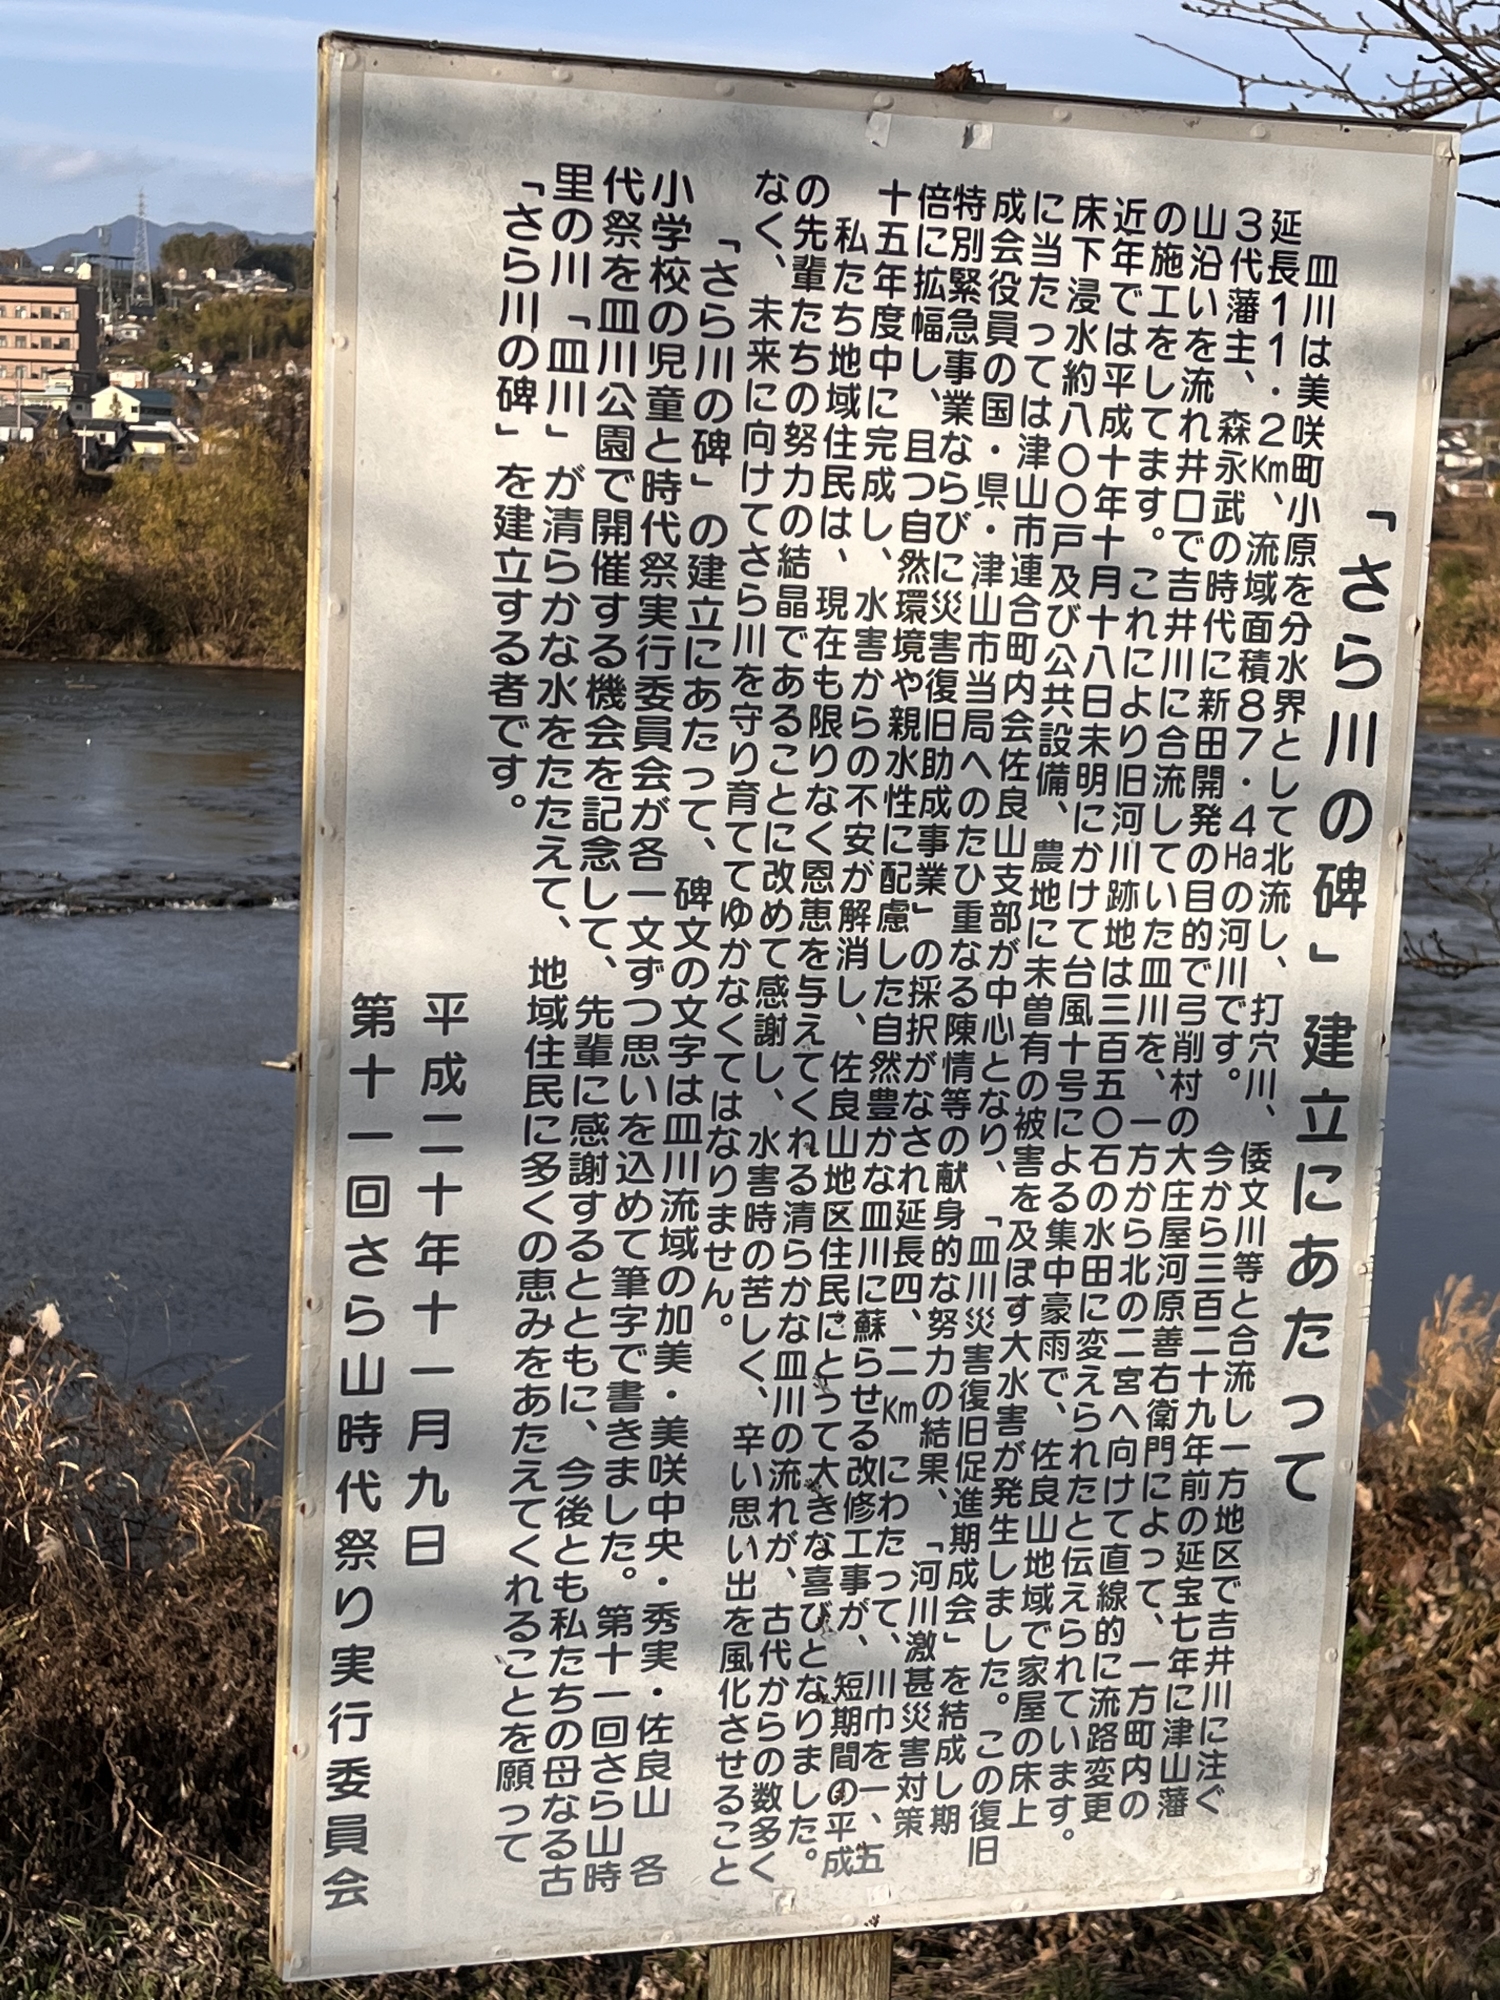 「さら川の碑」建立にあたって
皿川は美咲町小原を分水界として北流し、打穴川、倭文川等と合流し一方地区で吉井川に注ぐ
延長11.2Km、流域面積87.4Haの河川です。今から三百二十九年前の延宝七年に津山藩
3代藩主、森永武の時代に新田開発の目的で弓削村の大庄屋河原善右衛門によって、一方町内の
山沿いを流れ井口で吉井川に合流していた皿川を、一方から北の二宮へ向けて直線的に流路変更
の施工をしてます。これにより旧河川跡地は三百五〇石の水田に変えられたと伝えられています。
近年では平成十年十月十八日未明にかけて台風十号による集中豪雨で、佐良山地域で家屋の床上
床下浸水約八〇〇戸及び公共設備、農地に未曽有の被害を及ぼす大水害が発生しました。この復旧
に当たっては津山市連合町内会佐良山支部が中心となり、「皿川災害復旧促進期成会」を結成し期
成会役員の国・県・津山市当局へのたひ重なる陳情等の献身的な努力の結果、「河川激甚災害対策
特別緊急事業ならびに災害復旧助成事業」の採択がなされ延長四、二Kmにわたって、川巾を一、五
倍に拡幅し、且つ自然環境や親水性に配慮した自然豊かな皿川に蘇らせる改修工事が、短期間の平成
十五年度中に完成し、水害からの不安が解消し、佐良山地区住民にとって大きな喜びとなりました。
私たち地域住民は、現在も限りなく恩恵を与えてくれる清らかな皿川の流れが、古代からの数多く
の先輩たちの努力の結晶であることに改めて感謝し、水害時の苦しく、辛い思い出を風化させること
なく、未来に向けてさら川を守り育ててゆかなくてはなりません。
「さら川の碑」の建立にあたって、碑文の文字は皿川流域の加美・美咲中央・秀実・佐良山 各
小学校の児童と時代祭実行委員会が各一文ずつ思いを込めて筆字で書きました。第十一回さら山時
代祭を皿川公園で開催する機会を記念して、先輩に感謝するとともに、今後とも私たちの母なる古
里の川「皿川」が清らかな水をたたえて、地域住民に多くの恵みをあたえてくれることを願って
「さら川の碑」を建立する者です。
平成二十年十一月九日
第十一回さら山時代祭り実行委員会